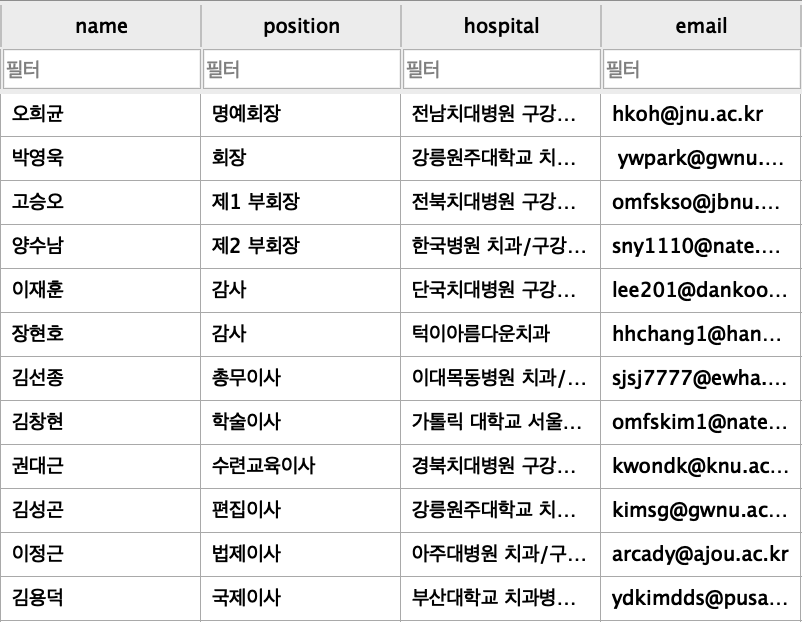 name position hospital email
필터 필터 필터 필터
오희균 명예회장 전남치대병원 구강… hkoh@jnu.ac.kr
박영욱 회장 강릉원주대학교 치… ywpark@gwnu.…
고승오 제1 부회장 전북치대병원 구강… omfskso@jbnu.…
양수남 제2 부회장 한국병원 치과/구강… sny1110@nate.…
이재훈 감사 단국치대병원 구강… lee201@dankoo…
장현호 감사 턱이아름다운치과 hhchang1@han…
김선종 총무이사 이대목동병원 치과/… sjsj7777@ewha.…
김창현 학술이사 가톨릭 대학교 서울… omfskim1@nate…
권대근 수련교육이사 경북치대병원 구강… kwondk@knu.ac…
김성곤 편집이사 강릉원주대학교 치… kimsg@gwnu.ac…
이정근 법제이사 아주대병원 치과/구… arcady@ajou.ac.kr
김용덕 국제이사 부산대학교 치과병… ydkimdds@pusa…